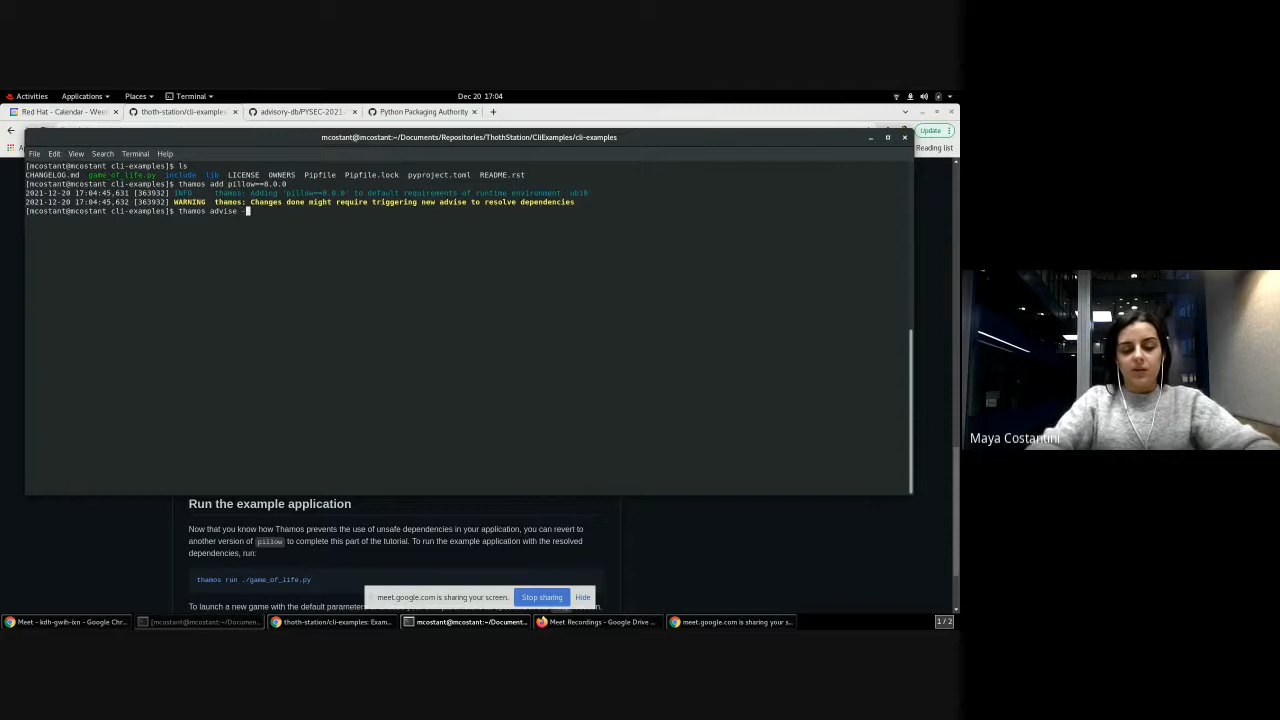 Activities Applications Places Terminal Dec 20 17:04
Red Hat - Calendar - Wee × thoth-station/cli-examples × advisory-db/PYSEC-2021- × Python Packaging Authority × +
Update
mcostant@mcostant:~/Documents/Repositories/ThothStation/CliExamples/cli-examples
File Edit View Search Terminal Help
Reading list
[mcostant@mcostant cli-examples]$ ls
CHANGELOG.md game_of_life.py include lib LICENSE OWNERS Pipfile Pipfile.lock pyproject.toml README.rst
[mcostant@mcostant cli-examples]$ thamos add pillow==8.0.0
2021-12-20 17:04:45,631 [363932] INFO thamos: Adding 'pillow==8.0.0' to default requirements of runtime environment 'ubi8'
2021-12-20 17:04:45,632 [363932] WARNING thamos: Changes done might require triggering new advise to resolve dependencies
[mcostant@mcostant cli-examples]$ thamos advise -
Maya Costantini
Run the example application
Now that you know how Thamos prevents the use of unsafe dependencies in your application, you can revert to
another version of pillow to complete this part of the tutorial. To run the example application with the resolved
dependencies, run:
thamos run ./game_of_life.py
meet.google.com is sharing your screen. Stop sharing Hide
To launch a new game with the default parameters
Meet - kdh-gwih-ixn - Google Chr... [mcostant@mcostant:~/Documen... thoth-station/cli-examples: Exam... mcostant@mcostant:~/Document... Meet Recordings - Google Drive ... meet.google.com is sharing your s... 1 / 2